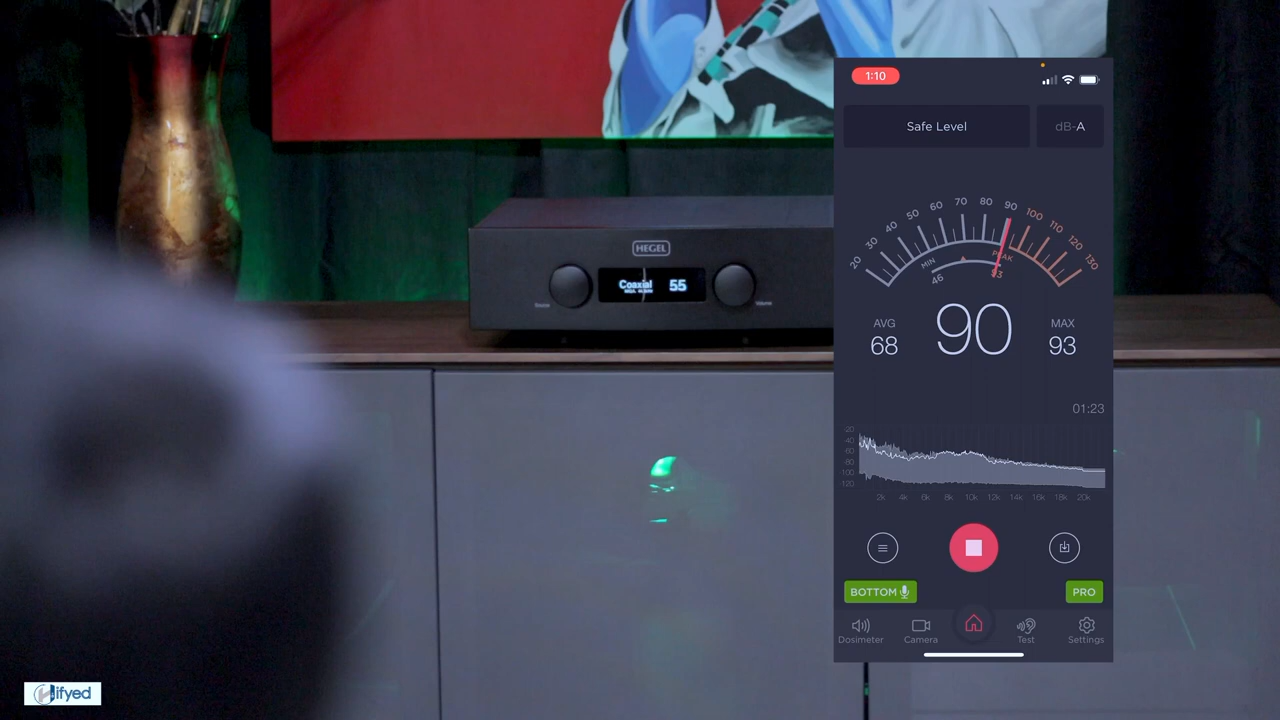 HEGEL
Coaxial 55
Source
Volume
1:10
Safe Level
dB-A
20 30 40 50 60 70 80 90 100 110 120 130
MIN
PEAK
46
93
AVG
68
90
MAX
93
01:23
-20
-40
-60
-80
-100
-120
2k 4k 6k 8k 10k 12k 14k 16k 18k 20k
BOTTOM
PRO
Dosimeter Camera Test Settings
Hifyed